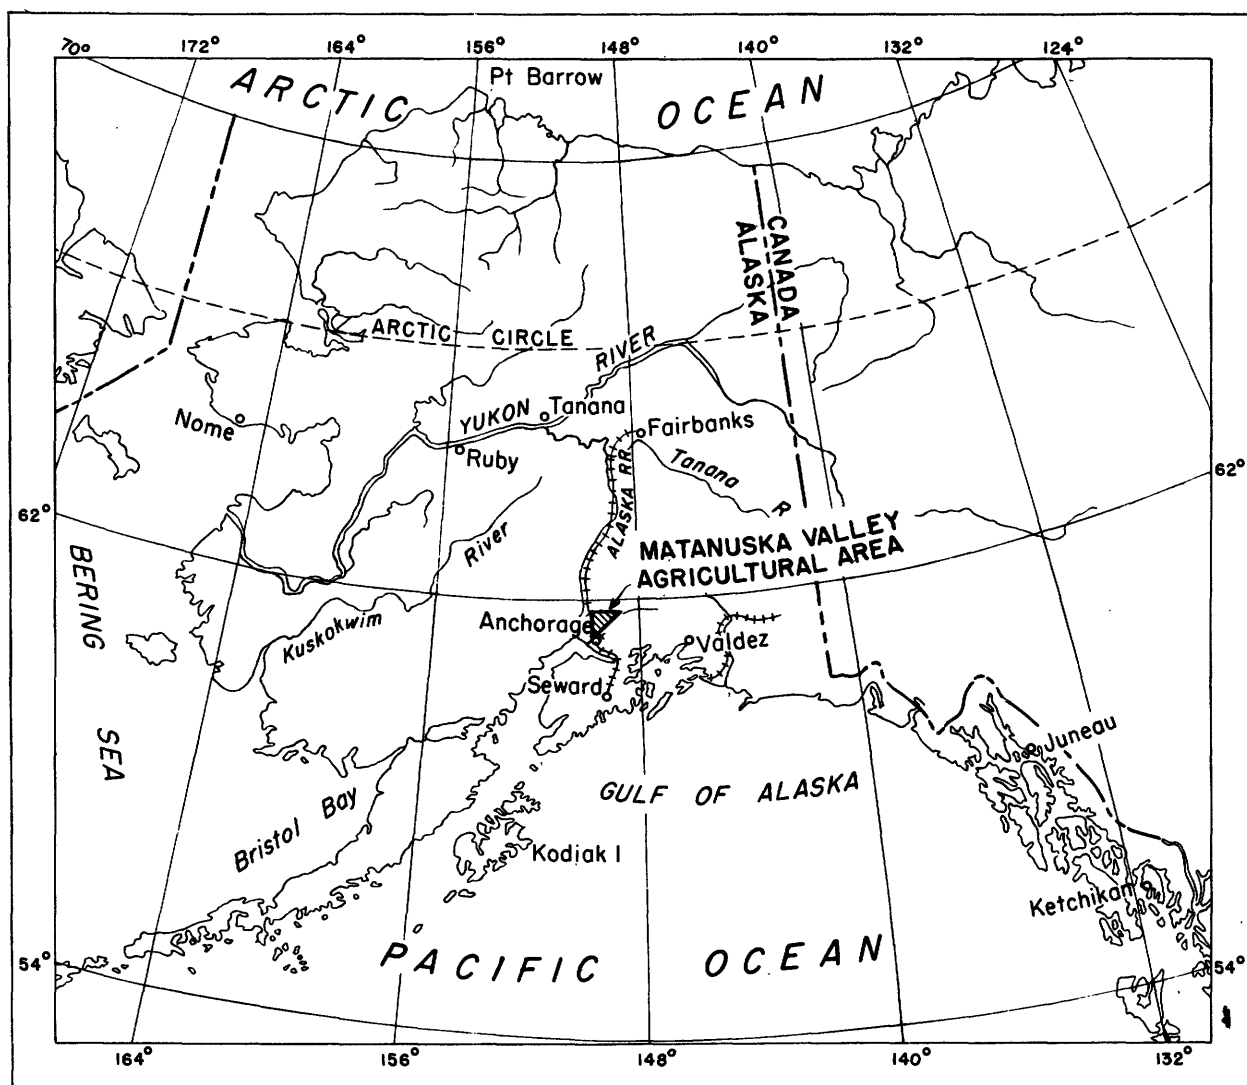 70° 172° 164° 156° 148° 140° 132° 124°
Pt Barrow
ARCTIC OCEAN
CANADA
ALASKA
ARCTIC CIRCLE
YUKON RIVER
Nome
Tanana
Fairbanks
Ruby
Tanana R
ALASKA RR.
62°
62°
River
MATANUSKA VALLEY
AGRICULTURAL AREA
BERING
SEA
Kuskokwim
Anchorage
Valdez
Seward
Juneau
GULF OF ALASKA
Bristol Bay
Kodiak I
Ketchikan
PACIFIC OCEAN
54°
54°
164° 156° 148° 140° 132°